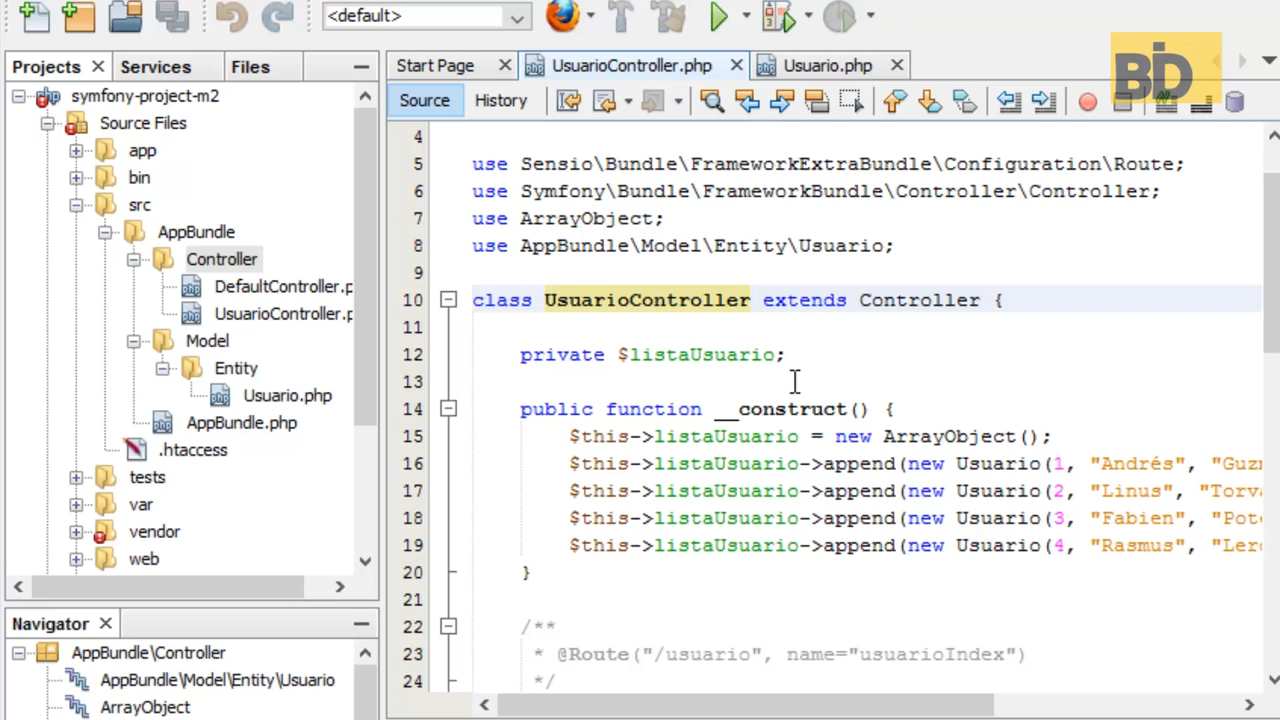 <default>
Projects
Services
Files
symfony-project-m2
Source Files
app
bin
src
AppBundle
Controller
DefaultController.p
UsuarioController.p
Model
Entity
Usuario.php
AppBundle.php
.htaccess
tests
var
vendor
web
Navigator
AppBundle\Controller
AppBundle\Model\Entity\Usuario
ArrayObject
Start Page
UsuarioController.php
Usuario.php
BiD
Source
History
4
5 use Sensio\Bundle\FrameworkExtraBundle\Configuration\Route;
6 use Symfony\Bundle\FrameworkBundle\Controller\Controller;
7 use ArrayObject;
8 use AppBundle\Model\Entity\Usuario;
9
10 class UsuarioController extends Controller {
11
12 private $listaUsuario;
13
14 public function __construct() {
15 $this->listaUsuario = new ArrayObject();
16 $this->listaUsuario->append(new Usuario(1, "Andrés", "Guzm
17 $this->listaUsuario->append(new Usuario(2, "Linus", "Torva
18 $this->listaUsuario->append(new Usuario(3, "Fabien", "Pote
19 $this->listaUsuario->append(new Usuario(4, "Rasmus", "Lerd
20 }
21
22 /**
23 * @Route("/usuario", name="usuarioIndex")
24 */